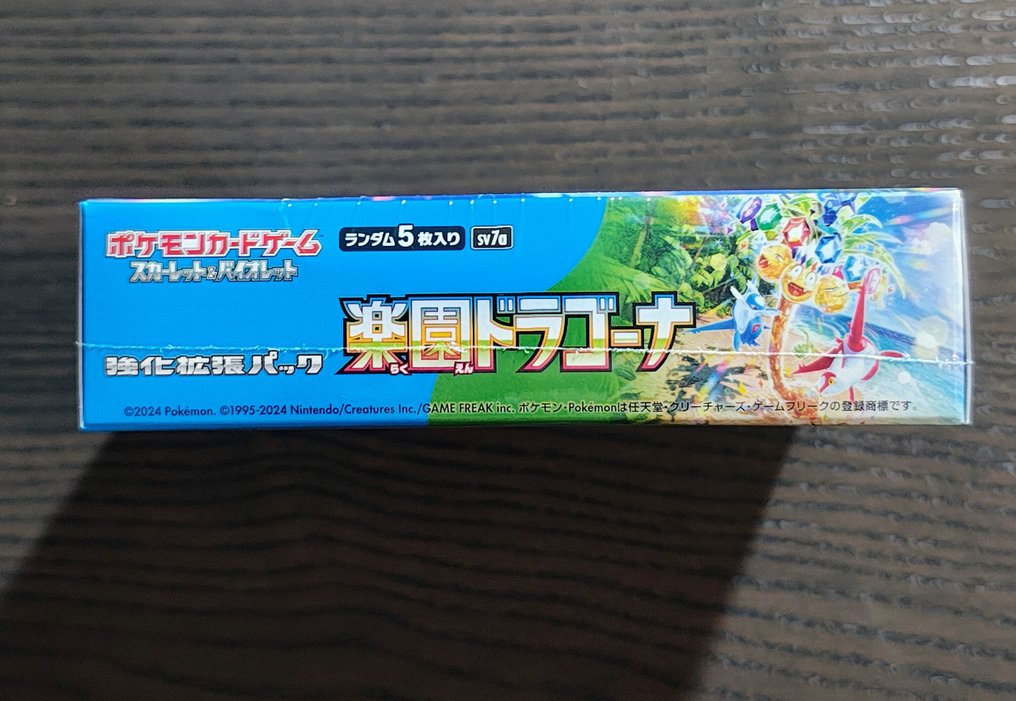 ポケモンカードゲーム
スカーレット&バイオレット
ランダム5枚入り
sv7a
強化拡張パック
楽園ドラゴーナ
らく えん
©2024 Pokémon. ©1995-2024 Nintendo/Creatures Inc./GAME FREAK inc. ポケモン・Pokémonは任天堂・クリーチャーズ・ゲームフリークの登録商標です。